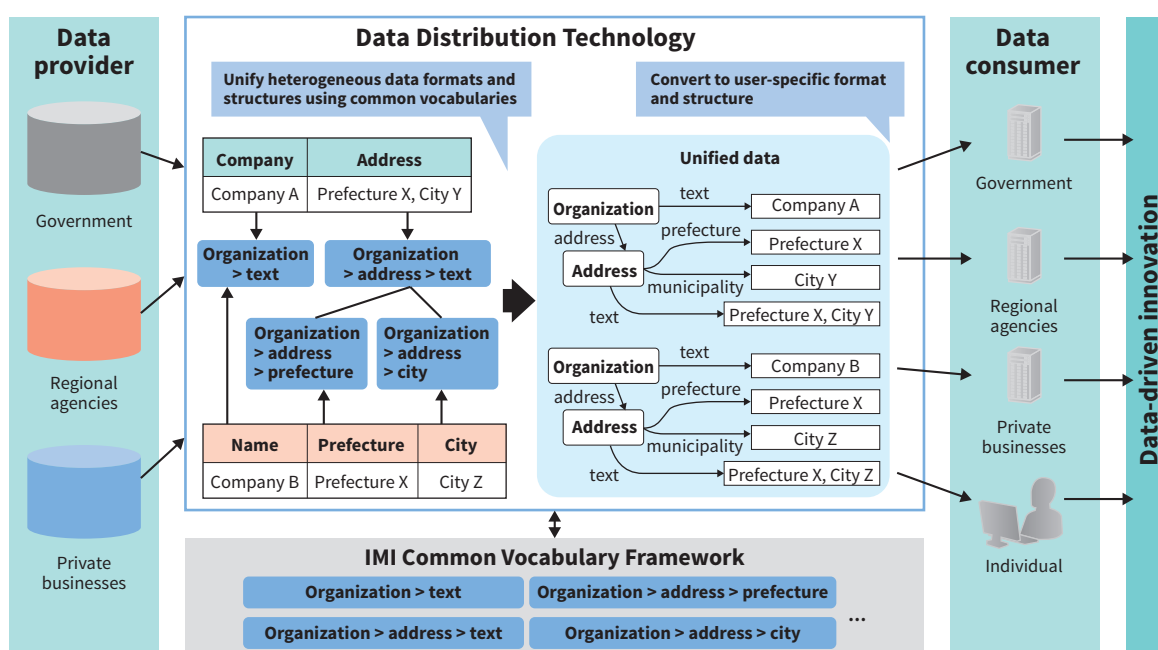 Data
provider
Government
Regional
agencies
Private
businesses
Data Distribution Technology
Unify heterogeneous data formats and
structures using common vocabularies
Convert to user-specific format
and structure
Company Address
Company A Prefecture X, City Y
Organization
> text
Organization
> address > text
Organization
> address
> prefecture
Organization
> address
> city
Name Prefecture City
Company B Prefecture X City Z
Unified data
Organization
text
Company A
address
prefecture
Prefecture X
Address
City Y
municipality
text
Prefecture X, City Y
Organization
text
Company B
address
prefecture
Prefecture X
Address
City Z
municipality
text
Prefecture X, City Z
IMI Common Vocabulary Framework
Organization > text
Organization > address > prefecture
Organization > address > text
Organization > address > city
...
Data
consumer
Government
Regional
agencies
Private
businesses
Individual
Data-driven innovation